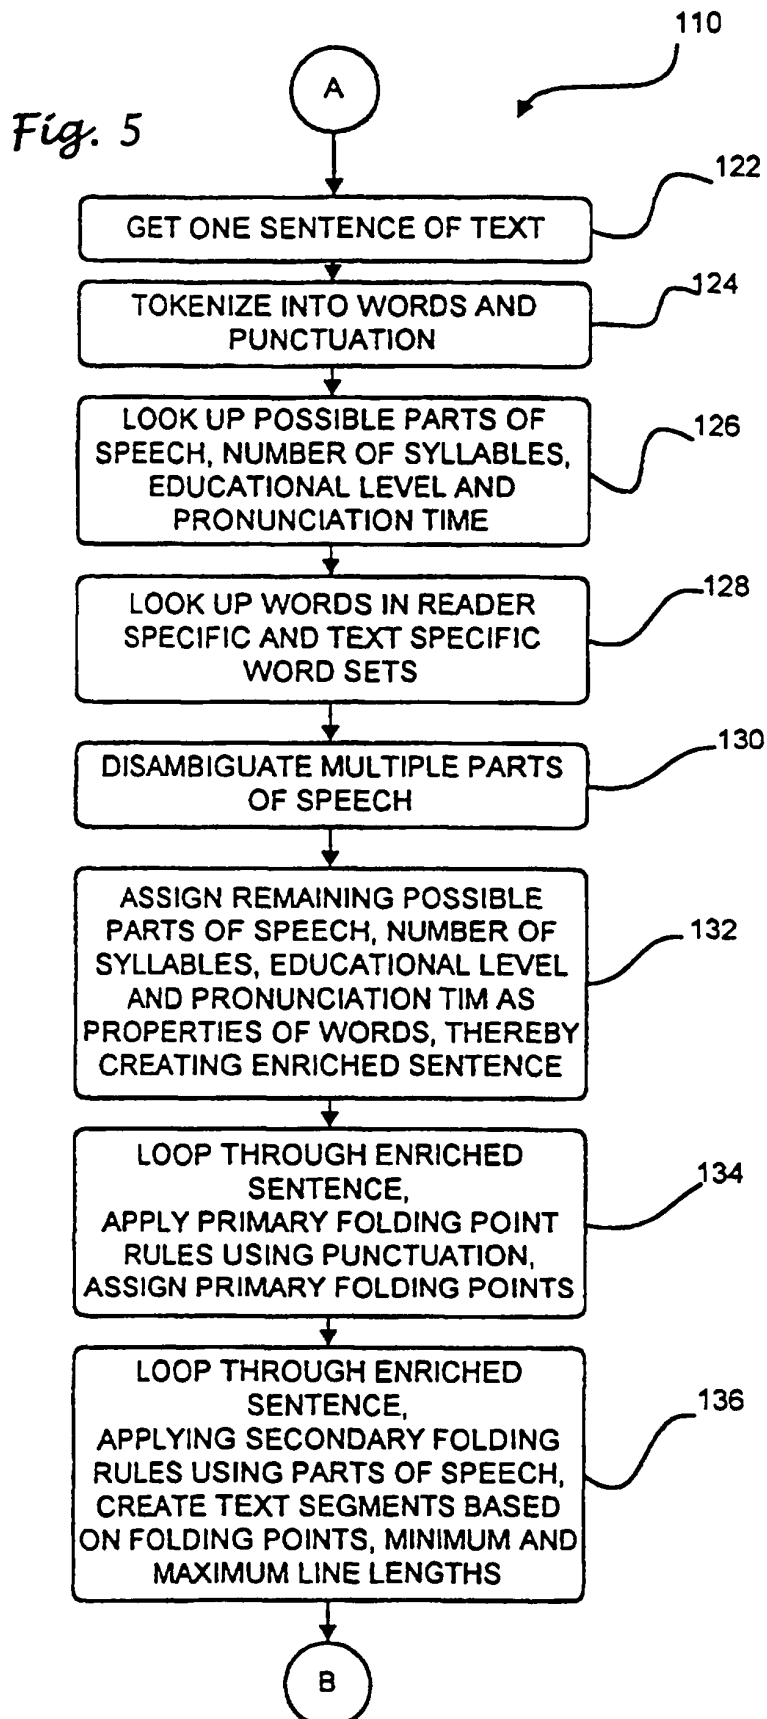 110
A
Fig. 5
122
GET ONE SENTENCE OF TEXT
124
TOKENIZE INTO WORDS AND
PUNCTUATION
126
LOOK UP POSSIBLE PARTS OF
SPEECH, NUMBER OF SYLLABLES,
EDUCATIONAL LEVEL AND
PRONUNCIATION TIME
128
LOOK UP WORDS IN READER
SPECIFIC AND TEXT SPECIFIC
WORD SETS
130
DISAMBIGUATE MULTIPLE PARTS
OF SPEECH
132
ASSIGN REMAINING POSSIBLE
PARTS OF SPEECH, NUMBER OF
SYLLABLES, EDUCATIONAL LEVEL
AND PRONUNCIATION TIM AS
PROPERTIES OF WORDS, THEREBY
CREATING ENRICHED SENTENCE
134
LOOP THROUGH ENRICHED
SENTENCE,
APPLY PRIMARY FOLDING POINT
RULES USING PUNCTUATION,
ASSIGN PRIMARY FOLDING POINTS
136
LOOP THROUGH ENRICHED
SENTENCE,
APPLYING SECONDARY FOLDING
RULES USING PARTS OF SPEECH,
CREATE TEXT SEGMENTS BASED
ON FOLDING POINTS, MINIMUM AND
MAXIMUM LINE LENGTHS
B